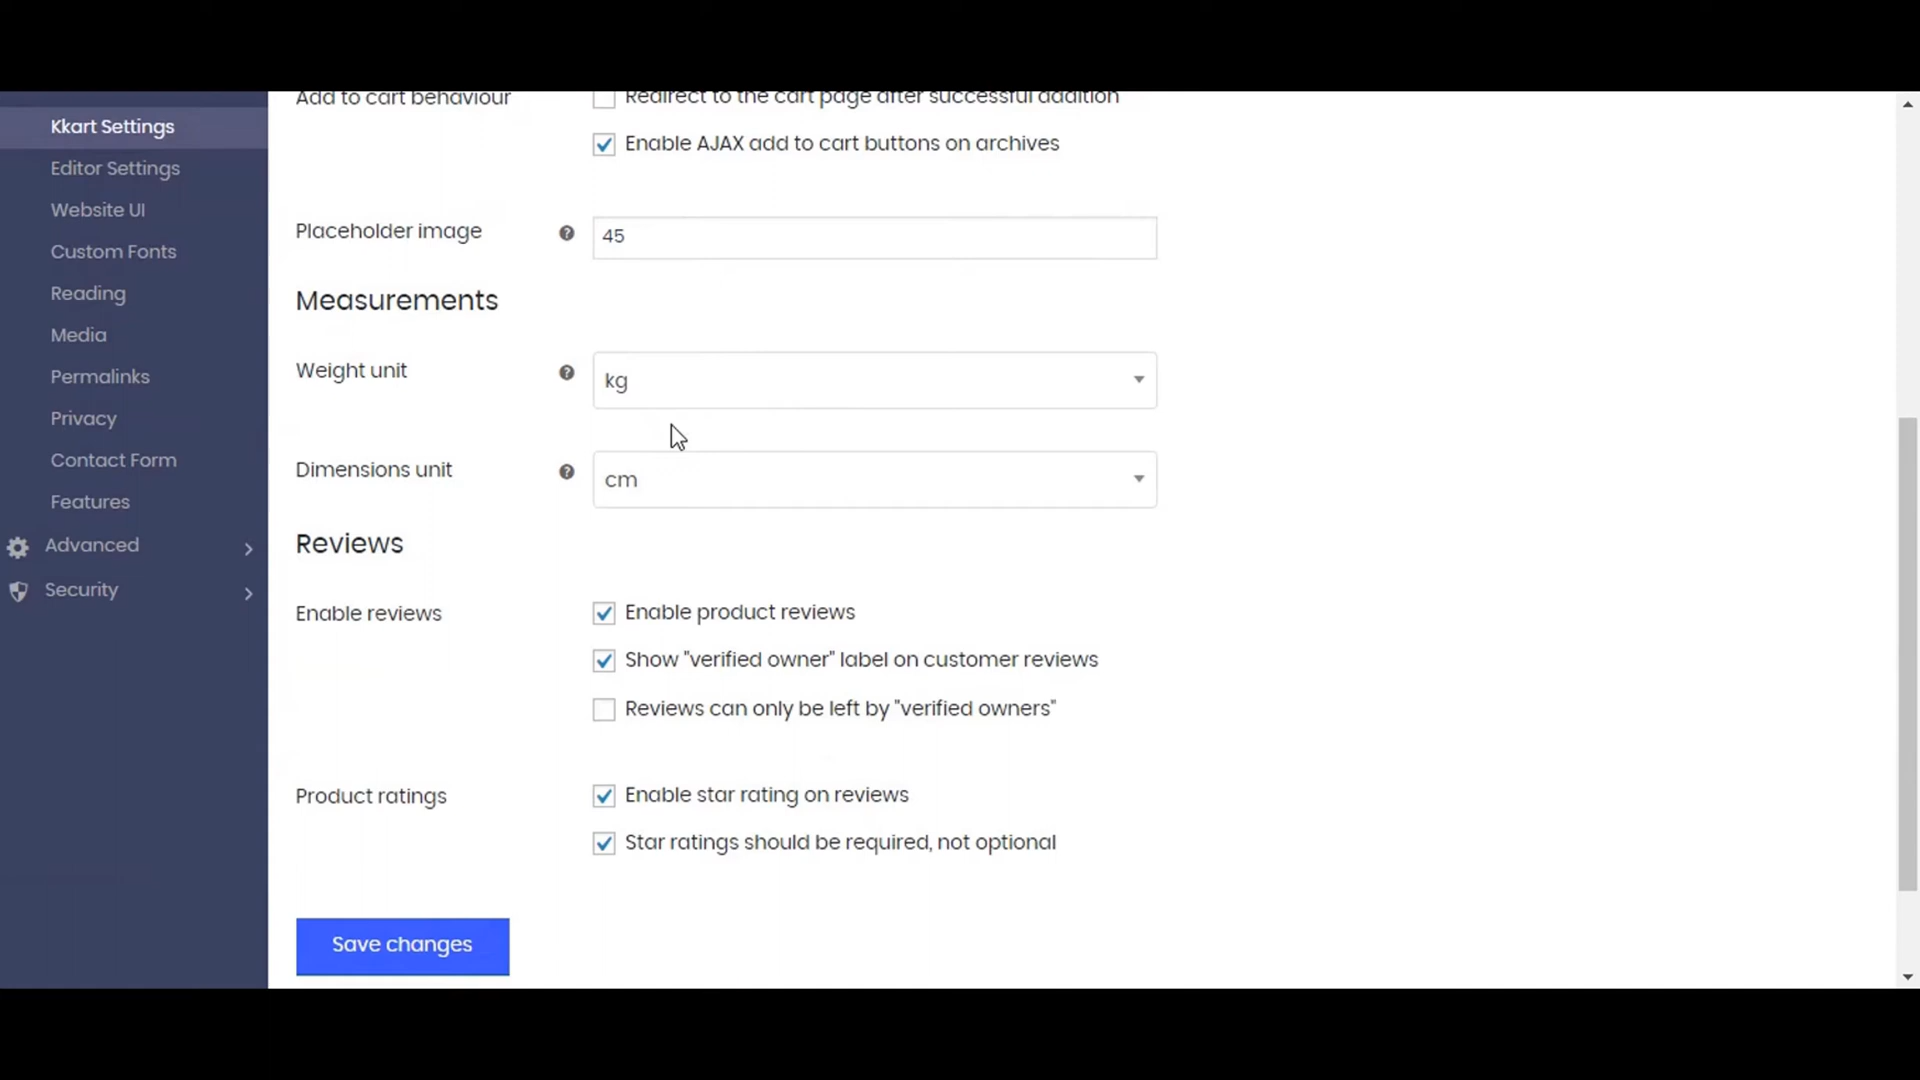 Kkart Settings
Editor Settings
Website UI
Custom Fonts
Reading
Media
Permalinks
Privacy
Contact Form
Features
Advanced
Security
Add to cart behaviour
Redirect to the cart page after successful addition
Enable AJAX add to cart buttons on archives
Placeholder image
45
Measurements
Weight unit
kg
Dimensions unit
cm
Reviews
Enable reviews
Enable product reviews
Show "verified owner" label on customer reviews
Reviews can only be left by "verified owners"
Product ratings
Enable star rating on reviews
Star ratings should be required, not optional
Save changes